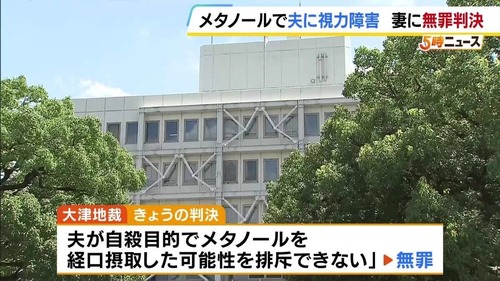 メタノールで夫に視力障害 妻に無罪判決
5時ニュース
大津地裁 きょうの判決
夫が自殺目的でメタノールを
経口摂取した可能性を排斥できない」▶無罪